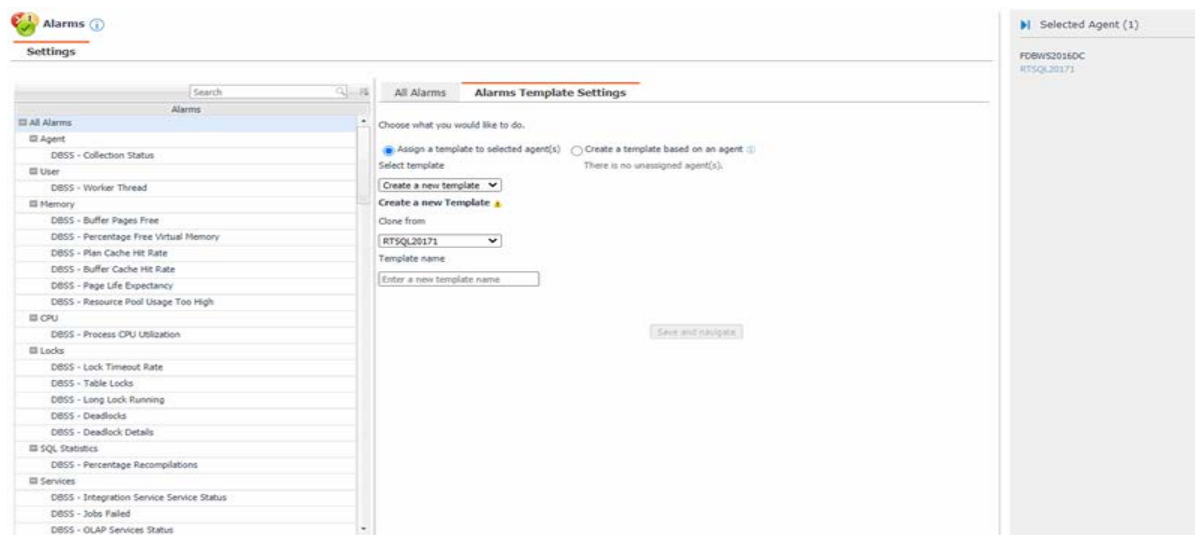 Alarms
Settings
Search
Alarms
All Alarms
Agent
DBSS - Collection Status
User
DBSS - Worker Thread
Memory
DBSS - Buffer Pages Free
DBSS - Percentage Free Virtual Memory
DBSS - Plan Cache Hit Rate
DBSS - Buffer Cache Hit Rate
DBSS - Page Life Expectancy
DBSS - Resource Pool Usage Too High
CPU
DBSS - Process CPU Utilization
Locks
DBSS - Lock Timeout Rate
DBSS - Table Locks
DBSS - Long Lock Running
DBSS - Deadlocks
DBSS - Deadlock Details
SQL Statistics
DBSS - Percentage Recompilations
Services
DBSS - Integration Service Service Status
DBSS - Jobs Failed
DBSS - OLAP Services Status
All Alarms Alarms Template Settings
Choose what you would like to do.
Assign a template to selected agent(s) Create a template based on an agent
Select template There is no unassigned agent(s).
Create a new template
Create a new Template
Clone from
RTSQL20171
Template name
Enter a new template name
Save and navigate
Selected Agent (1)
FDBWS2016DC
RTSQL20171